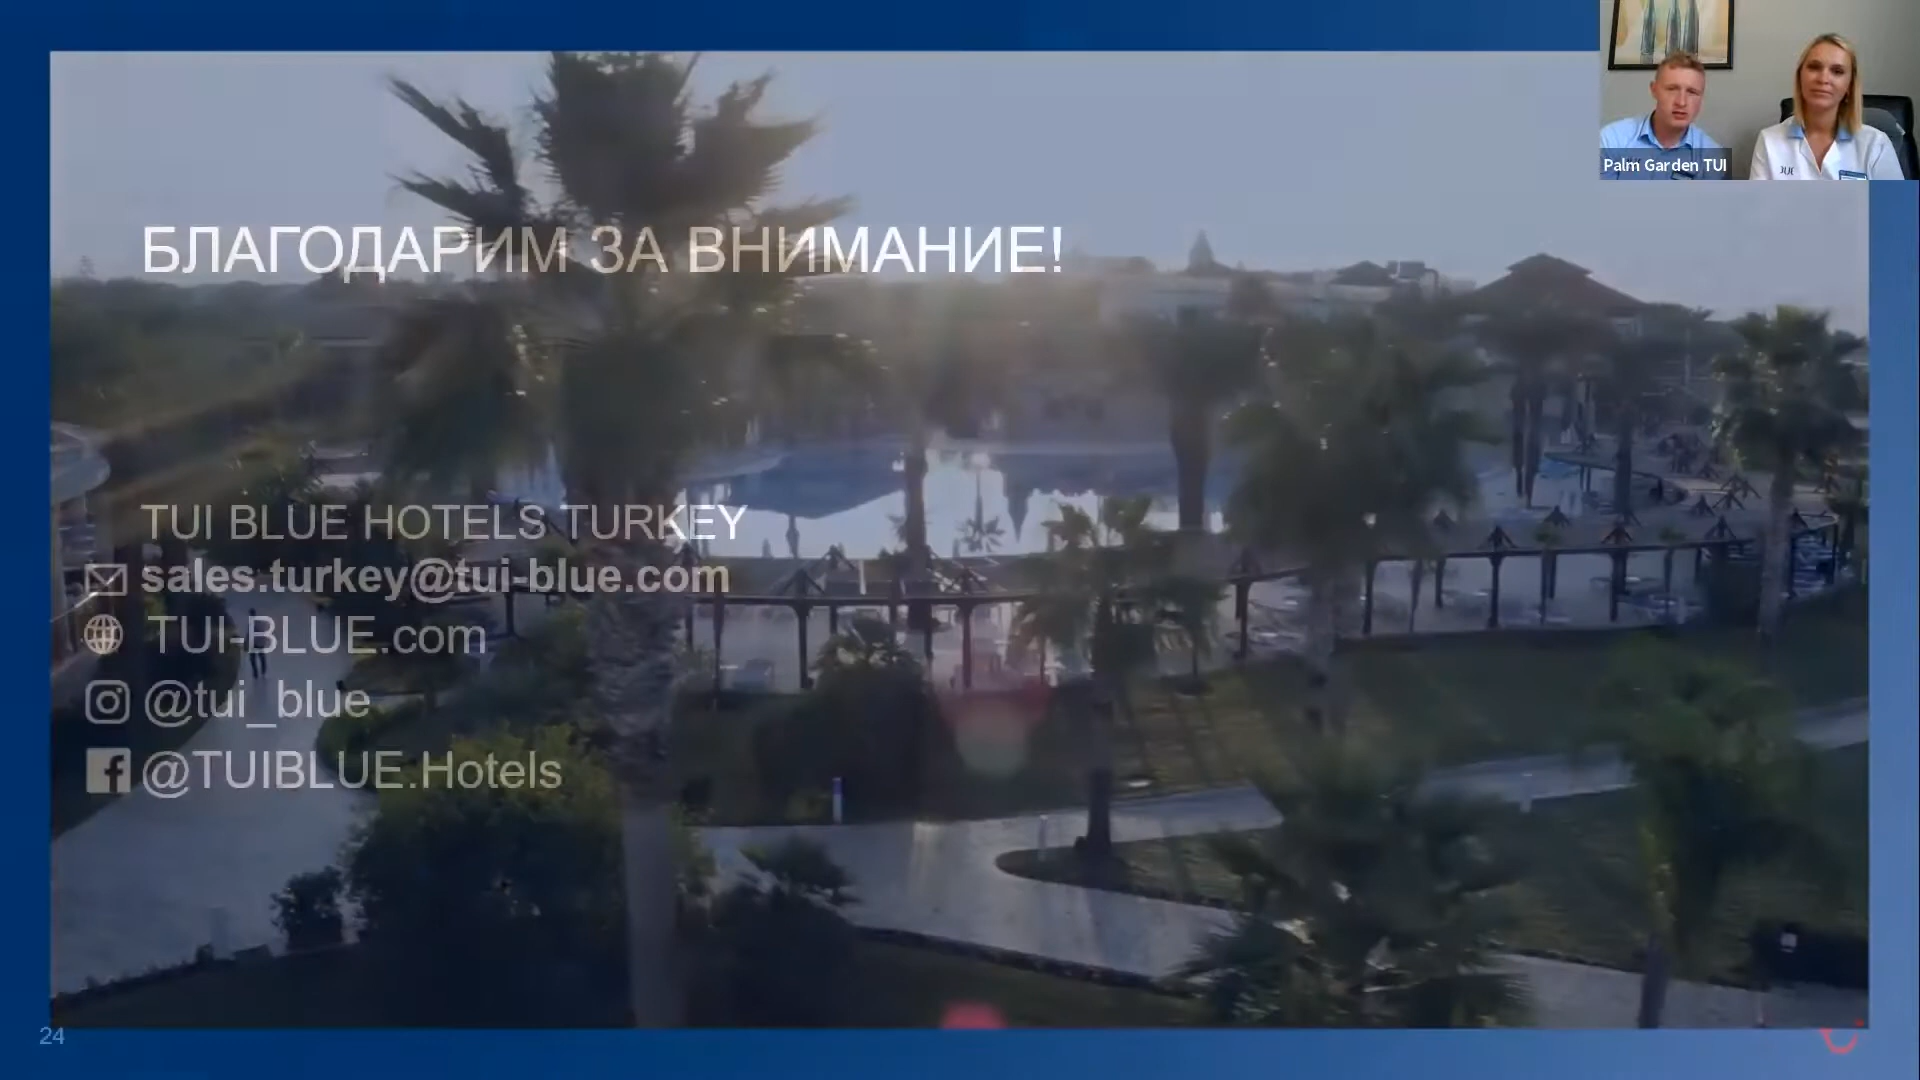 Palm Garden TUI
БЛАГОДАРИМ ЗА ВНИМАНИЕ!
TUI BLUE HOTELS TURKEY
sales.turkey@tui-blue.com
TUI-BLUE.com
@tui_blue
@TUIBLUE.Hotels
24